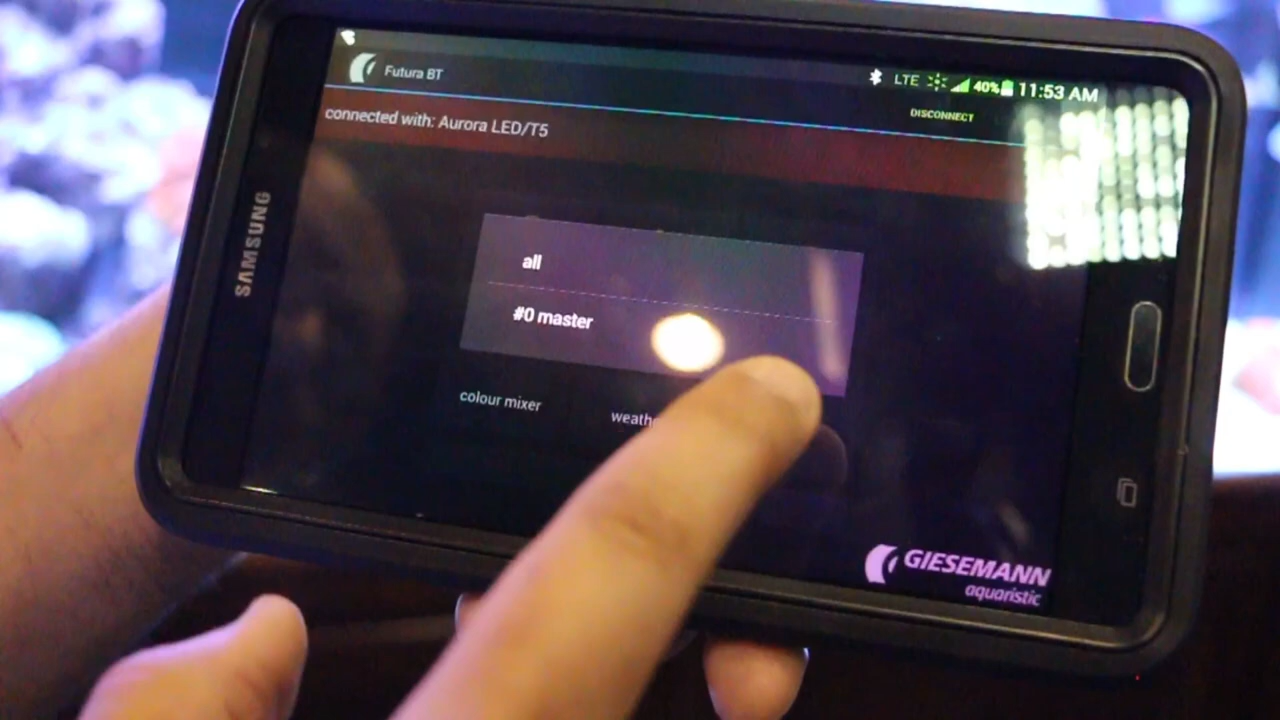 Futura BT
LTE 40% 11:53 AM
DISCONNECT
connected with: Aurora LED/T5
SAMSUNG
all
#0 master
colour mixer
GIESEMANN
aquaristic